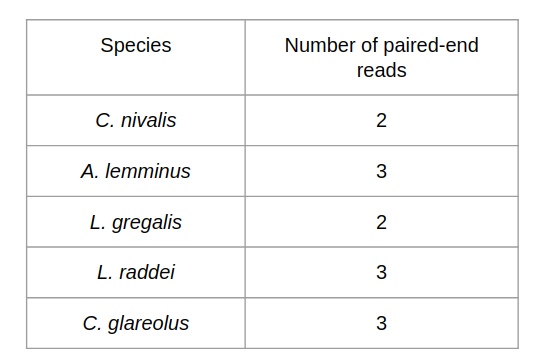 Species
Number of paired-end
reads
C. nivalis
2
A. lemminus
3
L. gregalis
2
L. raddei
3
C. glareolus
3